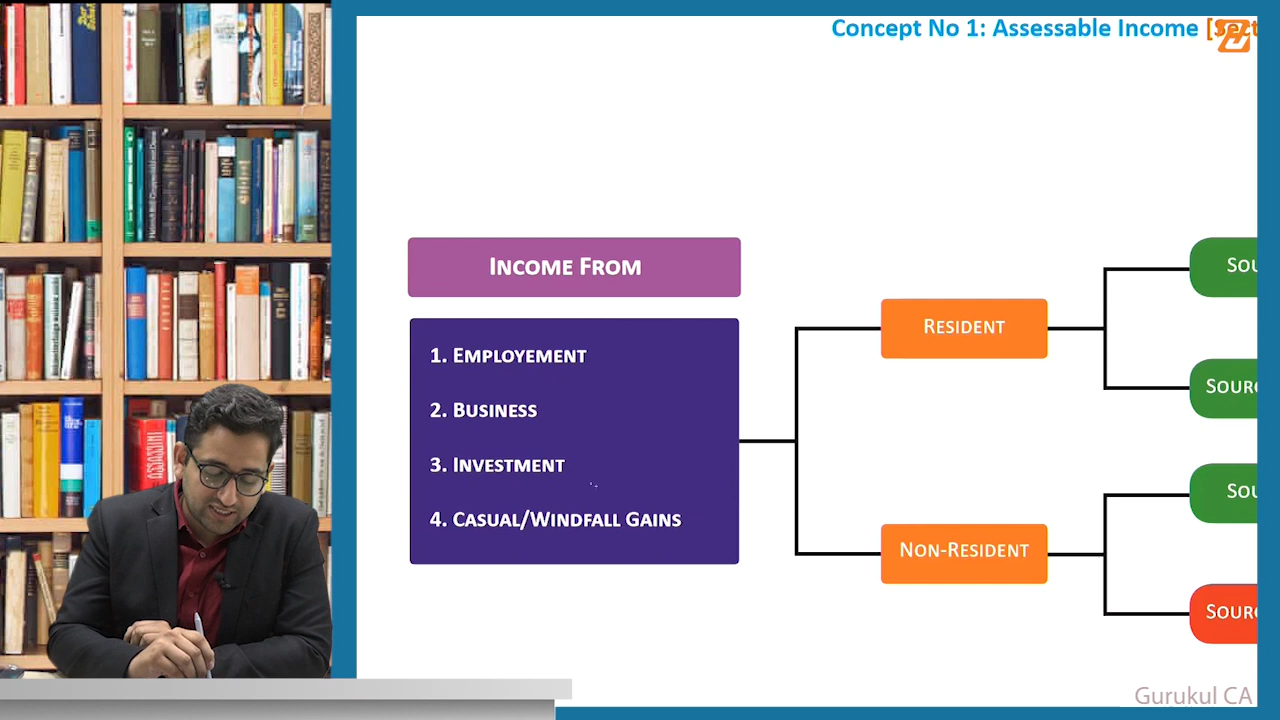 Concept No 1: Assessable Income
INCOME FROM
1. EMPLOYEMENT
2. BUSINESS
3. INVESTMENT
4. CASUAL/WINDFALL GAINS
RESIDENT
NON-RESIDENT
ASSASSINI
Gurukul CA